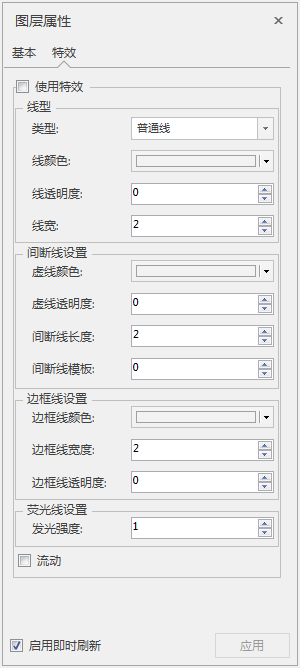 图层属性
基本 特效
使用特效
线型
类型: 普通线
线颜色:
线透明度: 0
线宽: 2
间断线设置
虚线颜色:
虚线透明度: 0
间断线长度: 2
间断线模板: 0
边框线设置
边框线颜色:
边框线宽度: 2
边框线透明度: 0
荧光线设置
发光强度: 1
流动
启用即时刷新 应用